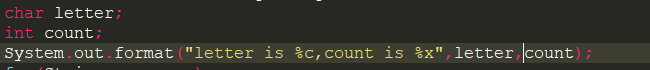 char letter;
int count;
System.out.format("letter is %c,count is %x",letter,count);